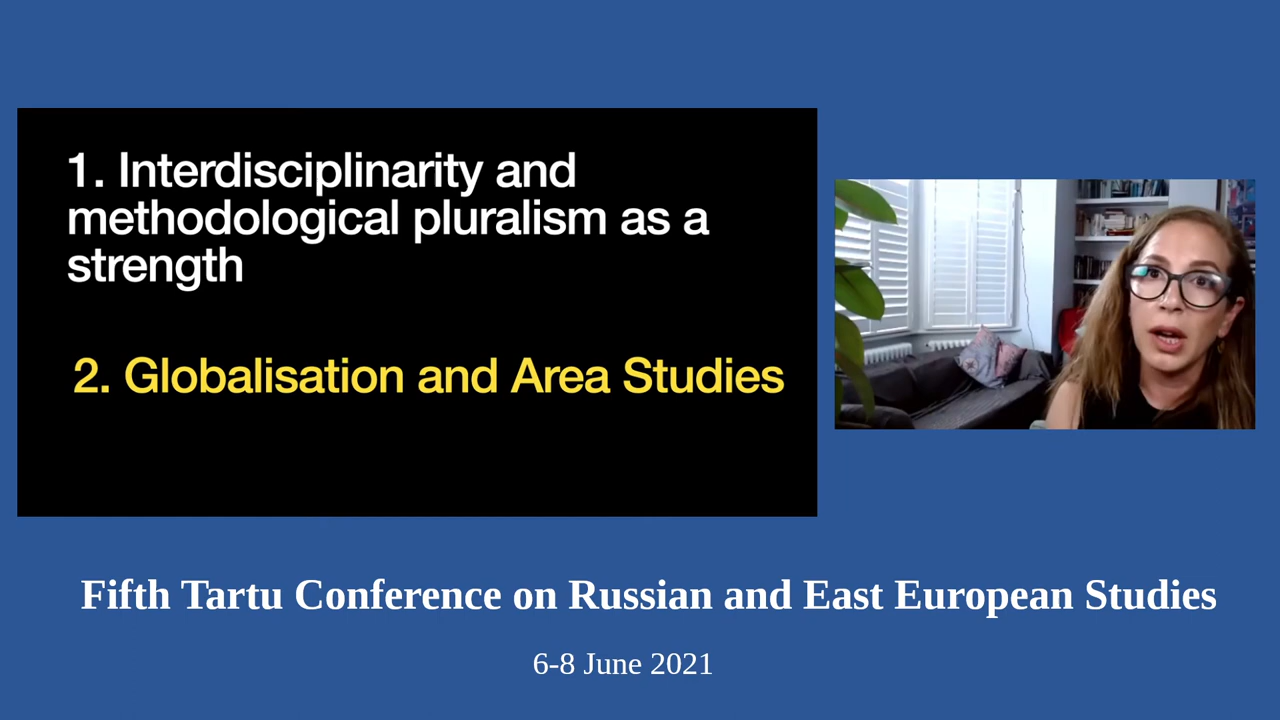 1. Interdisciplinarity and
methodological pluralism as a
strength
2. Globalisation and Area Studies
Fifth Tartu Conference on Russian and East European Studies
6-8 June 2021